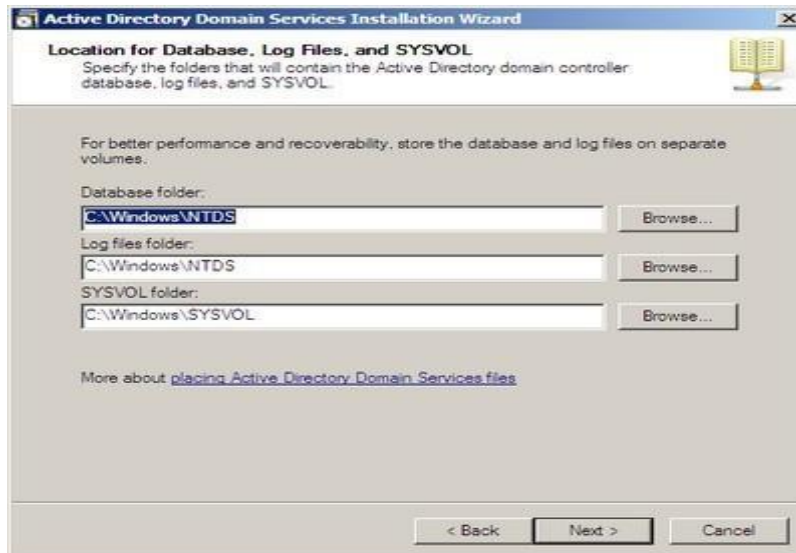 Active Directory Domain Services Installation Wizard
Location for Database, Log Files, and SYSVOL
Specify the folders that will contain the Active Directory domain controller
database, log files, and SYSVOL.
For better performance and recoverability, store the database and log files on separate
volumes.
Database folder:
C:\Windows\NTDS
Browse...
Log files folder:
C:\Windows\NTDS
Browse...
SYSVOL folder:
C:\Windows\SYSVOL
Browse...
More about placing Active Directory Domain Services files
< Back Next > Cancel